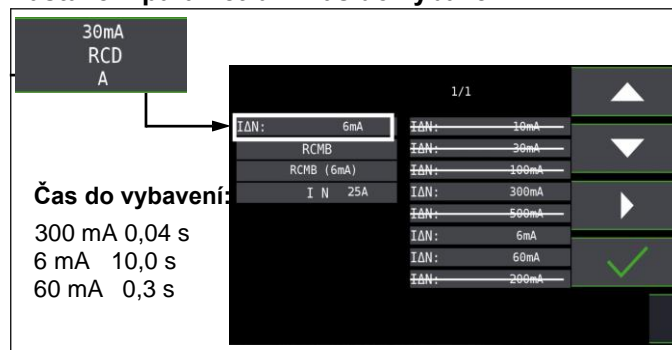 30mA
RCD
A
1/1
IΔN: 6mA
RCMB
RCMB (6mA)
I N 25A
IΔN: 10mA
IΔN: 30mA
IΔN: 100mA
IΔN: 300mA
IΔN: 500mA
IΔN: 6mA
IΔN: 60mA
IΔN: 200mA
Čas do vybavení:
300 mA 0,04 s
6 mA 10,0 s
60 mA 0,3 s